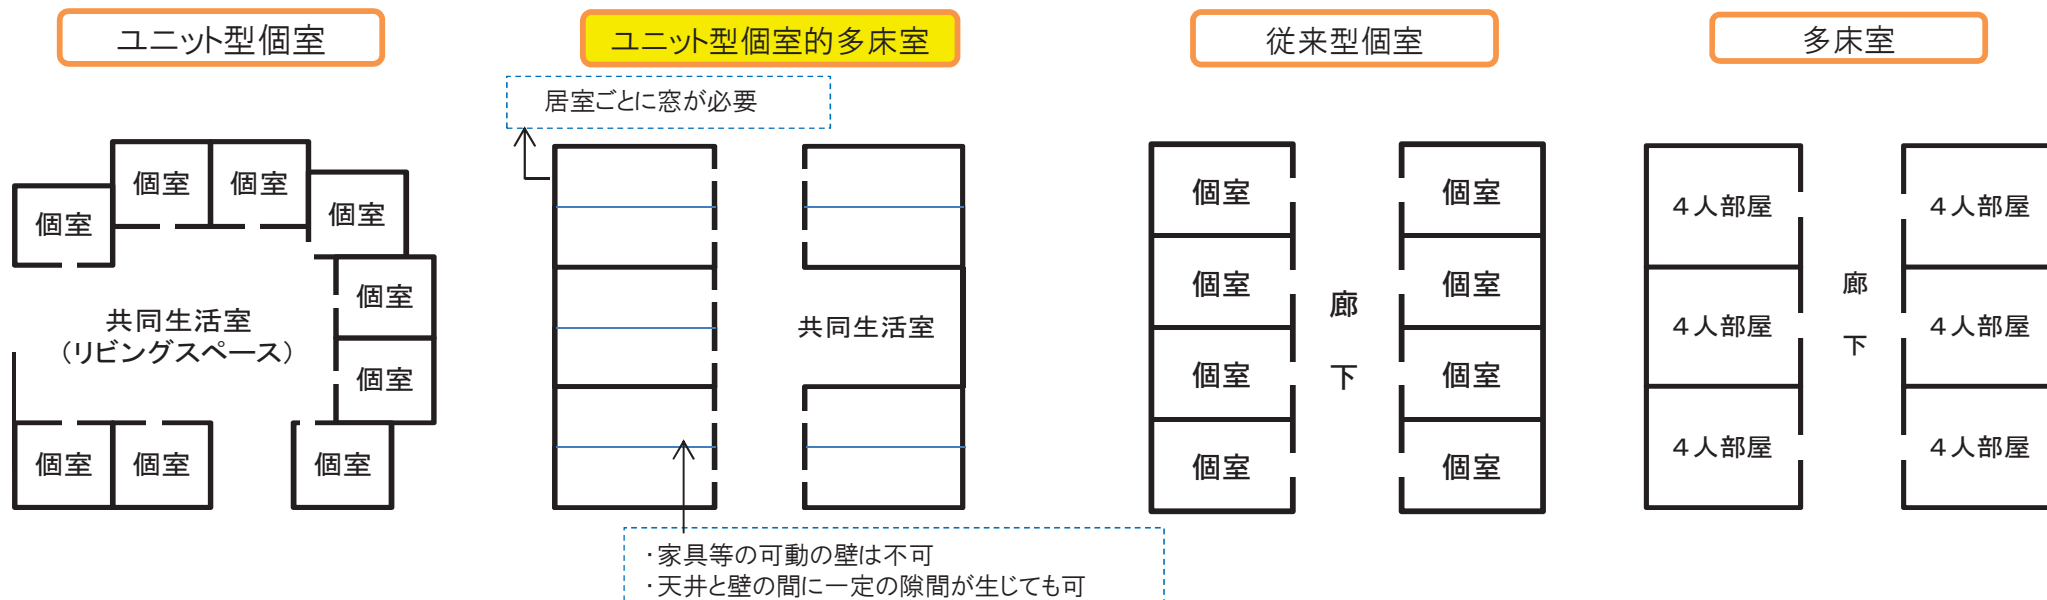 ユニット型個室
ユニット型個室的多床室
従来型個室
多床室
居室ごとに窓が必要
個室
個室
個室
個室
個室
個室
個室
個室
個室
共同生活室
（リビングスペース）
共同生活室
・家具等の可動の壁は不可
・天井と壁の間に一定の隙間が生じても可
個室
個室
個室
個室
廊
下
個室
個室
個室
個室
４人部屋
４人部屋
４人部屋
廊
下
４人部屋
４人部屋
４人部屋